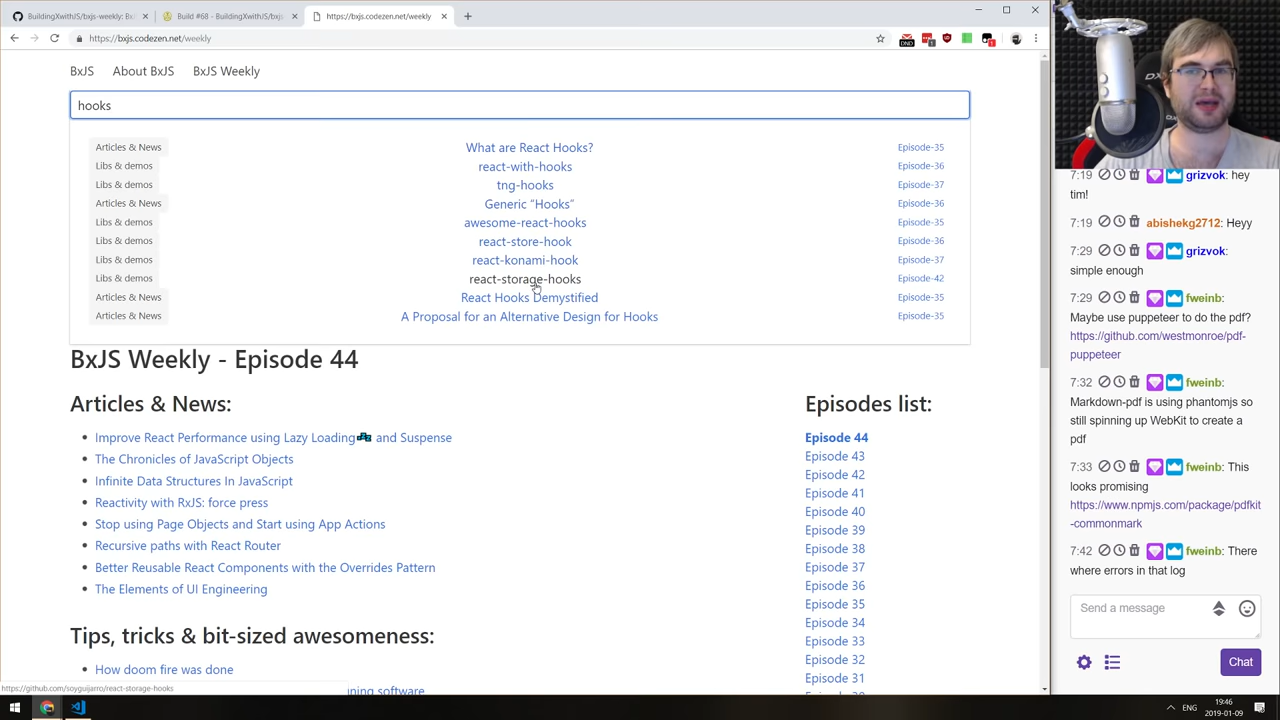 BuildingXwithJS/bxjs-weekly: Bu
Build #68 - BuildingXwithJS/bxjs
https://bxjs.codezen.net/weekly
https://bxjs.codezen.net/weekly
BxJS About BxJS BxJS Weekly
hooks
Articles & News What are React Hooks? Episode-35
Libs & demos react-with-hooks Episode-36
Libs & demos tng-hooks Episode-37
Articles & News Generic “Hooks” Episode-36
Libs & demos awesome-react-hooks Episode-35
Libs & demos react-store-hook Episode-36
Libs & demos react-konami-hook Episode-37
Libs & demos react-storage-hooks Episode-42
Articles & News React Hooks Demystified Episode-35
Articles & News A Proposal for an Alternative Design for Hooks Episode-35
BxJS Weekly - Episode 44
Articles & News:
Improve React Performance using Lazy Loading💤 and Suspense
The Chronicles of JavaScript Objects
Infinite Data Structures In JavaScript
Reactivity with RxJS: force press
Stop using Page Objects and Start using App Actions
Recursive paths with React Router
Better Reusable React Components with the Overrides Pattern
The Elements of UI Engineering
Tips, tricks & bit-sized awesomeness:
How doom fire was done
ining software
https://github.com/soyguijarro/react-storage-hooks
Episodes list:
Episode 44
Episode 43
Episode 42
Episode 41
Episode 40
Episode 39
Episode 38
Episode 37
Episode 36
Episode 35
Episode 34
Episode 33
Episode 32
Episode 31
7:19 grizvok: hey
tim!
7:19 abishekg2712: Heyy
7:29 grizvok:
simple enough
7:29 fweinb:
Maybe use puppeteer to do the pdf?
https://github.com/westmonroe/pdf-
puppeteer
7:32 fweinb:
Markdown-pdf is using phantomjs so
still spinning up WebKit to create a
pdf
7:33 fweinb: This
looks promising
https://www.npmjs.com/package/pdfkit
-commonmark
7:42 fweinb: There
where errors in that log
Send a message
Chat
ENG
19:46
2019-01-09